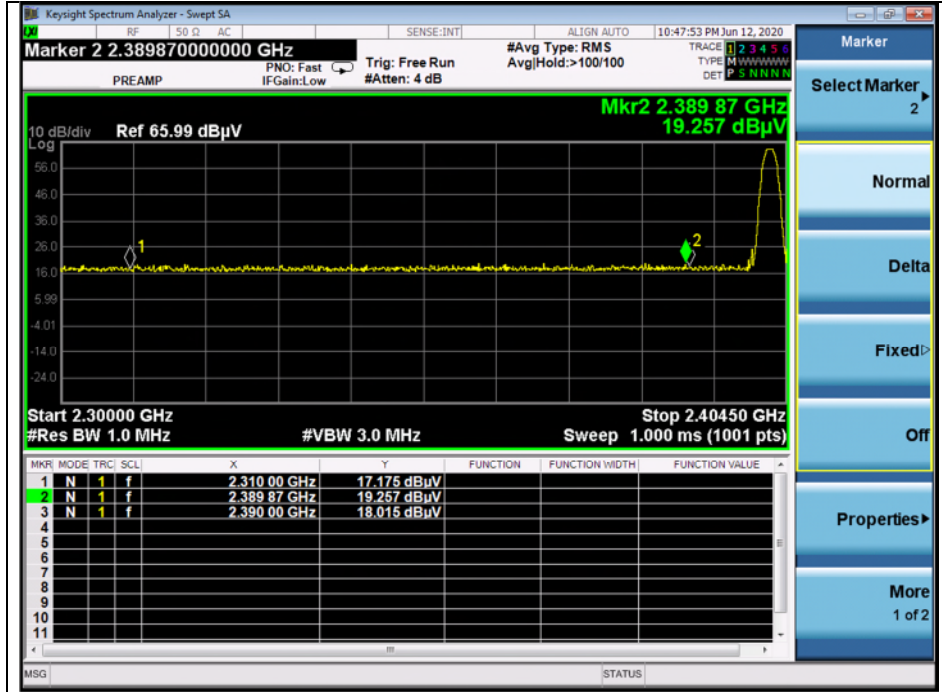 Keysight Spectrum Analyzer - Swept SA
LXI RF 50 Ω AC SENSE:INT ALIGN AUTO 10:47:53 PM Jun 12, 2020
Marker 2 2.389870000000 GHz
PREAMP
PNO: Fast
IFGain:Low
Trig: Free Run
#Atten: 4 dB
#Avg Type: RMS
Avg|Hold:>100/100
TRACE 1 2 3 4 5 6
TYPE M WWWWW
DET P S N N N N
Mkr2 2.389 87 GHz
19.257 dBµV
10 dB/div Ref 65.99 dBµV
Log
56.0
46.0
36.0
26.0
16.0
5.99
-4.01
-14.0
-24.0
1
2
Start 2.30000 GHz Stop 2.40450 GHz
#Res BW 1.0 MHz #VBW 3.0 MHz Sweep 1.000 ms (1001 pts)
MKR MODE TRC SCL X Y FUNCTION FUNCTION WIDTH FUNCTION VALUE
1 N 1 f 2.310 00 GHz 17.175 dBµV
2 N 1 f 2.389 87 GHz 19.257 dBµV
3 N 1 f 2.390 00 GHz 18.015 dBµV
4
5
6
7
8
9
10
11
MSG STATUS
Marker
Select Marker
2
Normal
Delta
Fixed
Off
Properties
More
1 of 2